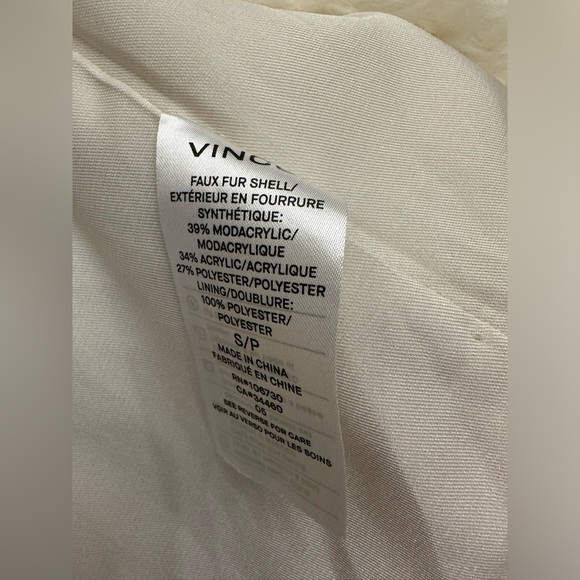 VINCE.
FAUX FUR SHELL/
EXTÉRIEUR EN FOURRURE
SYNTHÉTIQUE:
39% MODACRYLIC/
MODACRYLIQUE
34% ACRYLIC/ACRYLIQUE
27% POLYESTER/POLYESTER
LINING/DOUBLURE:
100% POLYESTER/
POLYESTER
S/P
MADE IN CHINA
FABRIQUÉ EN CHINE
RN#106730
CA#34460
05
SEE REVERSE FOR CARE
VOIR AU VERSO POUR LES SOINS